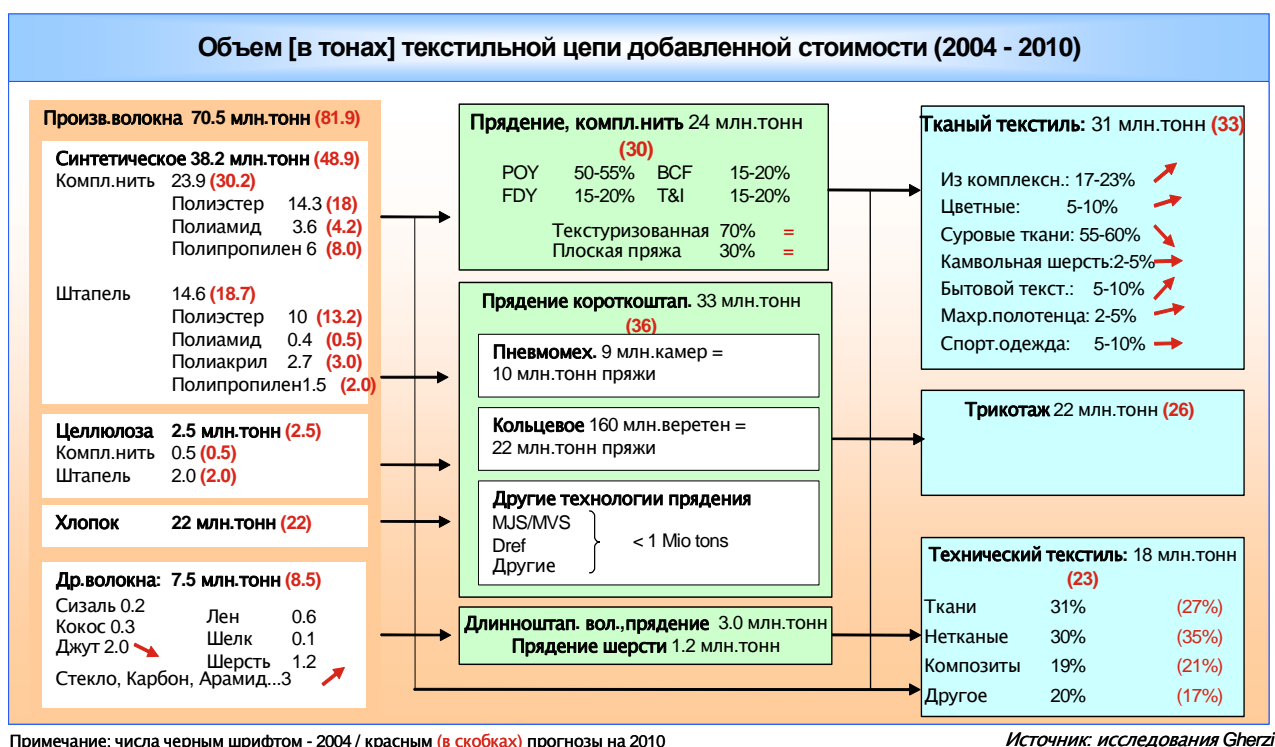 Объем [в тонах] текстильной цепи добавленной стоимости (2004 - 2010)
Произв.волокна 70.5 млн.тонн (81.9)
Синтетическое 38.2 млн.тонн (48.9)
Компл.нить 23.9 (30.2)
Полиэстер 14.3 (18)
Полиамид 3.6 (4.2)
Полипропилен 6 (8.0)
Штапель 14.6 (18.7)
Полиэстер 10 (13.2)
Полиамид 0.4 (0.5)
Полиакрил 2.7 (3.0)
Полипропилен1.5 (2.0)
Целлюлоза 2.5 млн.тонн (2.5)
Компл.нить 0.5 (0.5)
Штапель 2.0 (2.0)
Хлопок 22 млн.тонн (22)
Др.волокна: 7.5 млн.тонн (8.5)
Сизаль 0.2
Кокос 0.3
Джут 2.0
Лен 0.6
Шелк 0.1
Шерсть 1.2
Стекло, Карбон, Арамид...3
Прядение, компл.нить 24 млн.тонн
(30)
POY 50-55% BCF 15-20%
FDY 15-20% T&I 15-20%
Текстуризованная 70% =
Плоская пряжа 30% =
Прядение короткоштап. 33 млн.тонн
(36)
Пневмомех. 9 млн.камер =
10 млн.тонн пряжи
Кольцевое 160 млн.веретен =
22 млн.тонн пряжи
Другие технологии прядения
MJS/MVS
Dref
Другие
< 1 Mio tons
Длинноштап. вол.,прядение 3.0 млн.тонн
Прядение шерсти 1.2 млн.тонн
Тканый текстиль: 31 млн.тонн (33)
Из комплексн.: 17-23%
Цветные: 5-10%
Суровые ткани: 55-60%
Камвольная шерсть:2-5%
Бытовой текст.: 5-10%
Махр.полотенца: 2-5%
Спорт.одежда: 5-10%
Трикотаж 22 млн.тонн (26)
Технический текстиль: 18 млн.тонн
(23)
Ткани 31% (27%)
Нетканые 30% (35%)
Композиты 19% (21%)
Другое 20% (17%)
Примечание: числа черным шрифтом - 2004 / красным (в скобках) прогнозы на 2010
Источник: исследования Gherzi